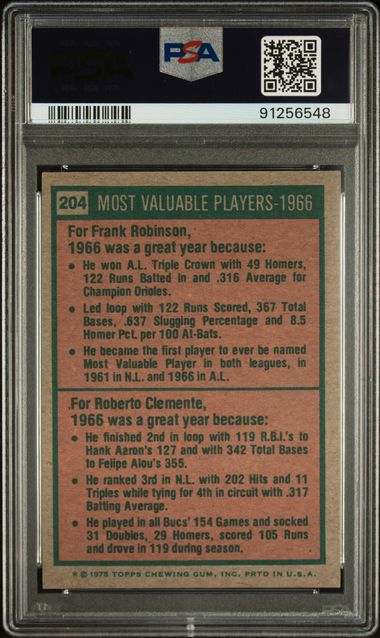 PSA
91256548
204 MOST VALUABLE PLAYERS-1966
For Frank Robinson,
1966 was a great year because:
• He won A.L. Triple Crown with 49 Homers,
122 Runs Batted In and .316 Average for
Champion Orioles.
• Led loop with 122 Runs Scored, 367 Total
Bases, .637 Slugging Percentage and 8.5
Homer Pct. per 100 At-Bats.
• He became the first player to ever be named
Most Valuable Player in both leagues, in
1961 in N.L. and 1966 in A.L.
For Roberto Clemente,
1966 was a great year because:
• He finished 2nd in loop with 119 R.B.I.'s to
Hank Aaron's 127 and with 342 Total Bases
to Felipe Alou's 355.
• He ranked 3rd in N.L. with 202 Hits and 11
Triples while tying for 4th in circuit with .317
Batting Average.
• He played in all Bucs' 154 Games and socked
31 Doubles, 29 Homers, scored 105 Runs
and drove in 119 during season.
* © 1975 TOPPS CHEWING GUM, INC. PRTD IN U.S.A.